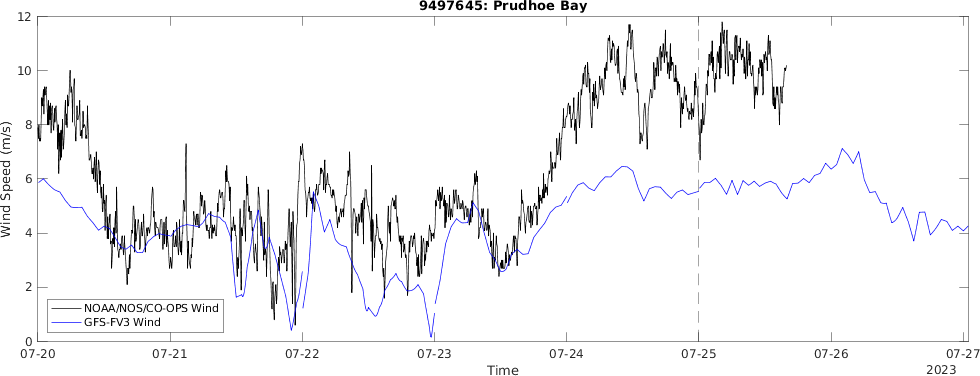 9497645: Prudhoe Bay
12
10
8
6
4
2
0
Wind Speed (m/s)
NOAA/NOS/CO-OPS Wind
GFS-FV3 Wind
07-20 07-21 07-22 07-23 07-24 07-25 07-26 07-27
Time
2023